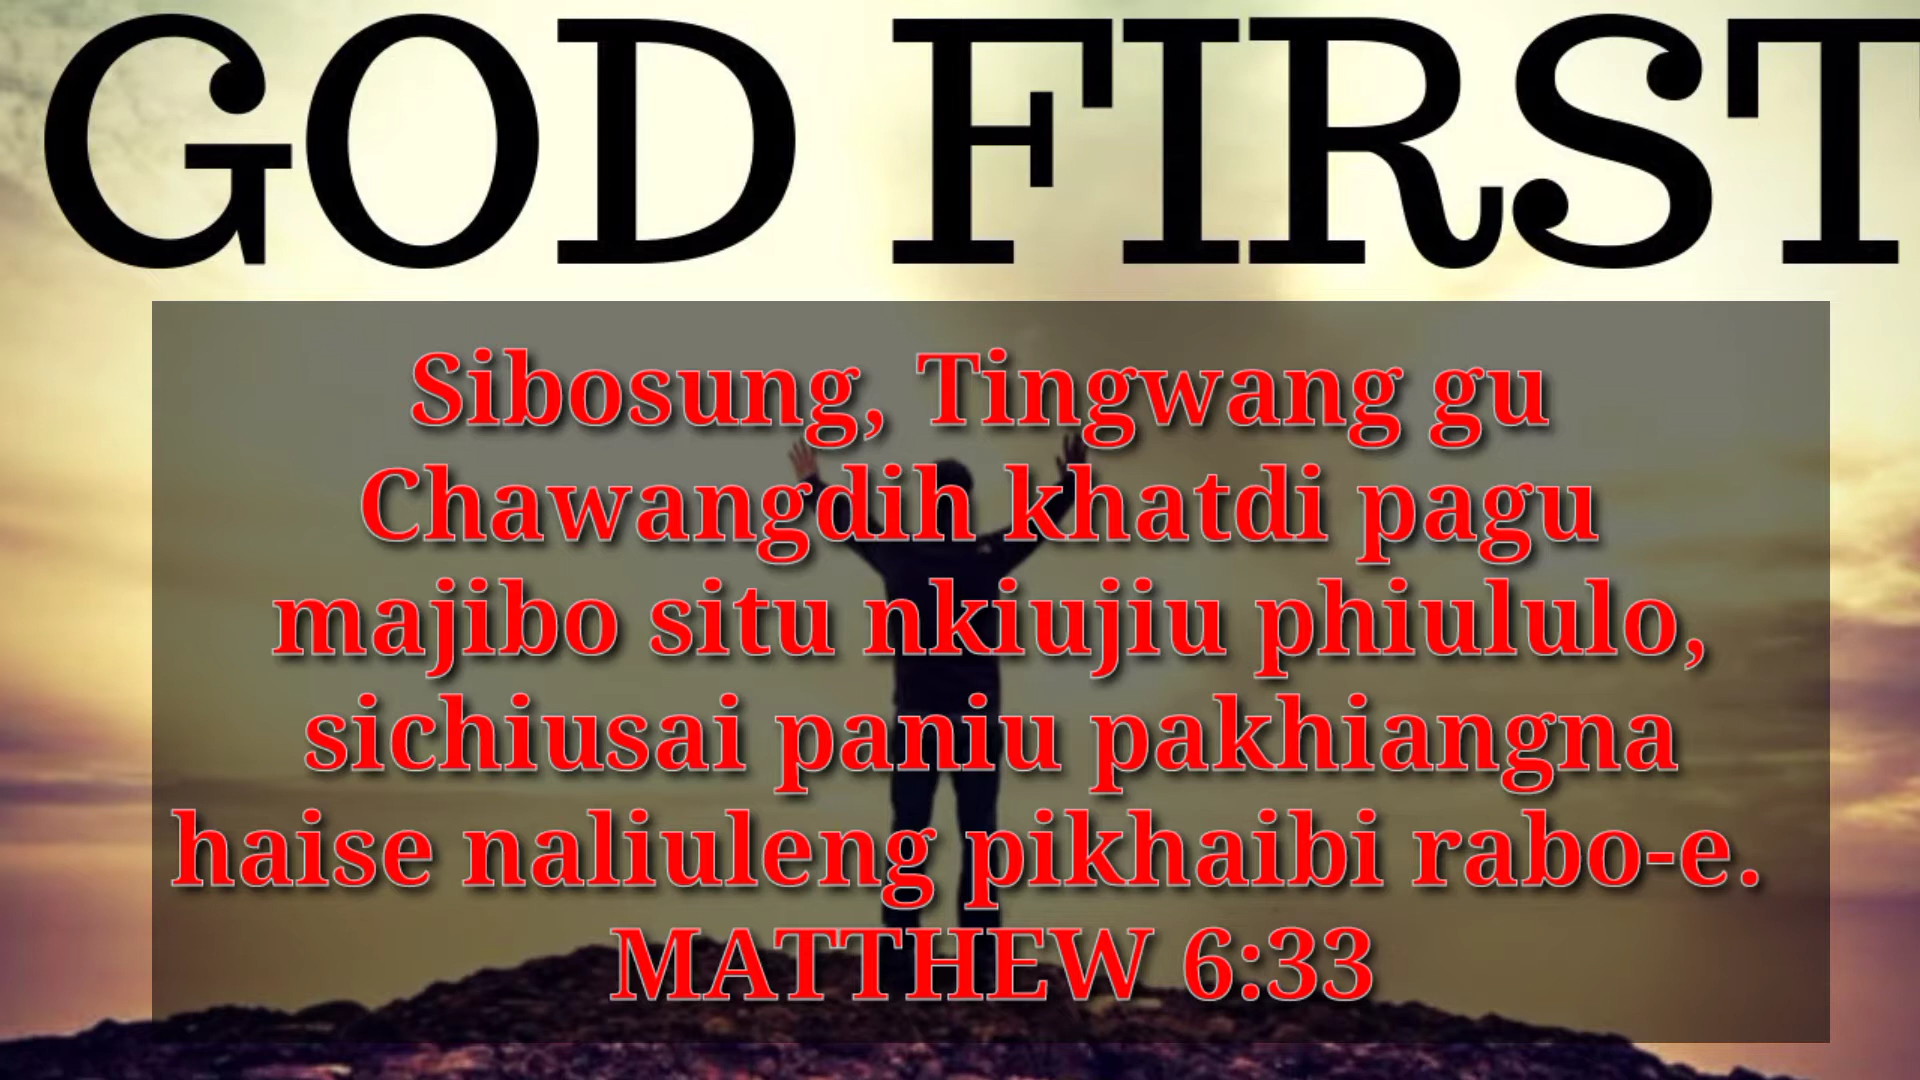 GOD FIRST
Sibosung, Tingwang gu
Chawangdih khatdi pagu
majibo situ nkiujiu phiululo,
sichiusai paniu pakhiangna
haise naliuleng pikhaibi rabo-e.
MATTHEW 6:33